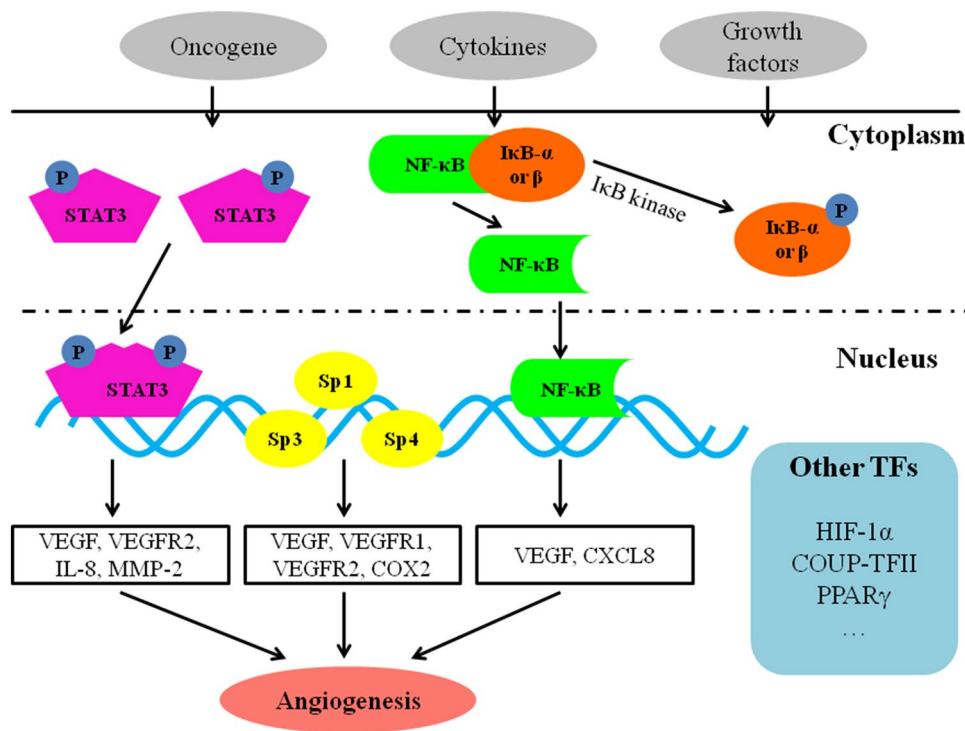 Oncogene
Cytokines
Growth
factors
Cytoplasm
P
STAT3
P
STAT3
NF-κB
IκB-α
or β
IκB kinase
P
IκB-α
or β
NF-κB
Nucleus
P
P
STAT3
Sp1
Sp3
Sp4
NF-κB
Other TFs
HIF-1α
COUP-TFII
PPARγ
...
VEGF, VEGFR2,
IL-8, MMP-2
VEGF, VEGFR1,
VEGFR2, COX2
VEGF, CXCL8
Angiogenesis